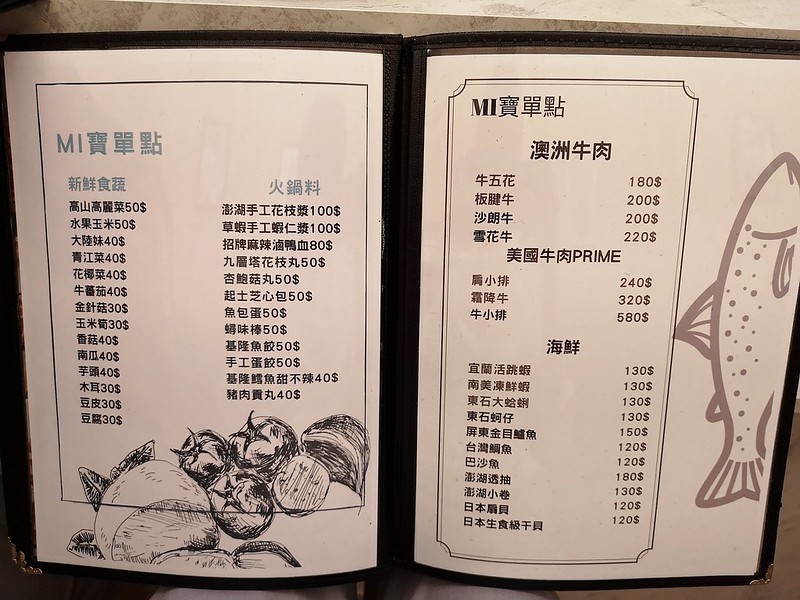 MI寶單點
新鮮食蔬
高山高麗菜50$
水果玉米50$
大陸妹40$
青江菜40$
花椰菜40$
牛蕃茄40$
金針菇30$
玉米筍30$
香菇40$
南瓜40$
芋頭40$
木耳30$
豆皮30$
豆腐30$
火鍋料
澎湖手工花枝漿100$
草蝦手工蝦仁漿100$
招牌麻辣滷鴨血80$
九層塔花枝丸50$
杏鮑菇丸50$
起士芝心包50$
魚包蛋50$
蟳味棒50$
基隆魚餃50$
手工蛋餃50$
基隆鱈魚甜不辣40$
豬肉貢丸40$
MI寶單點
澳洲牛肉
牛五花 180$
板腱牛 200$
沙朗牛 200$
雪花牛 220$
美國牛肉PRIME
肩小排 240$
霜降牛 320$
牛小排 580$
海鮮
宜蘭活跳蝦 130$
南美凍鮮蝦 130$
東石大蛤蜊 130$
東石蚵仔 130$
屏東金目鱸魚 150$
台灣鯛魚 120$
巴沙魚 120$
澎湖透抽 180$
澎湖小卷 130$
日本扇貝 120$
日本生食級干貝 120$